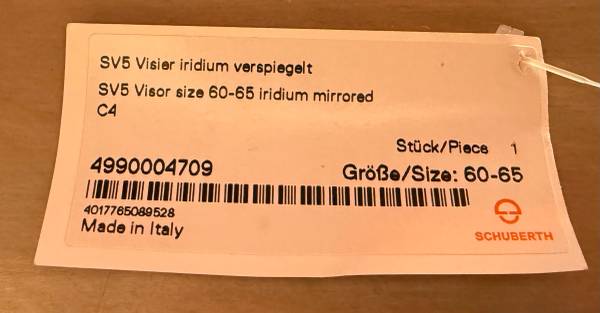 SV5 Visier iridium verspiegelt
SV5 Visor size 60-65 iridium mirrored
C4
Stück/Piece 1
4990004709 Größe/Size: 60-65
4017765089528
Made in Italy
SCHUBERTH